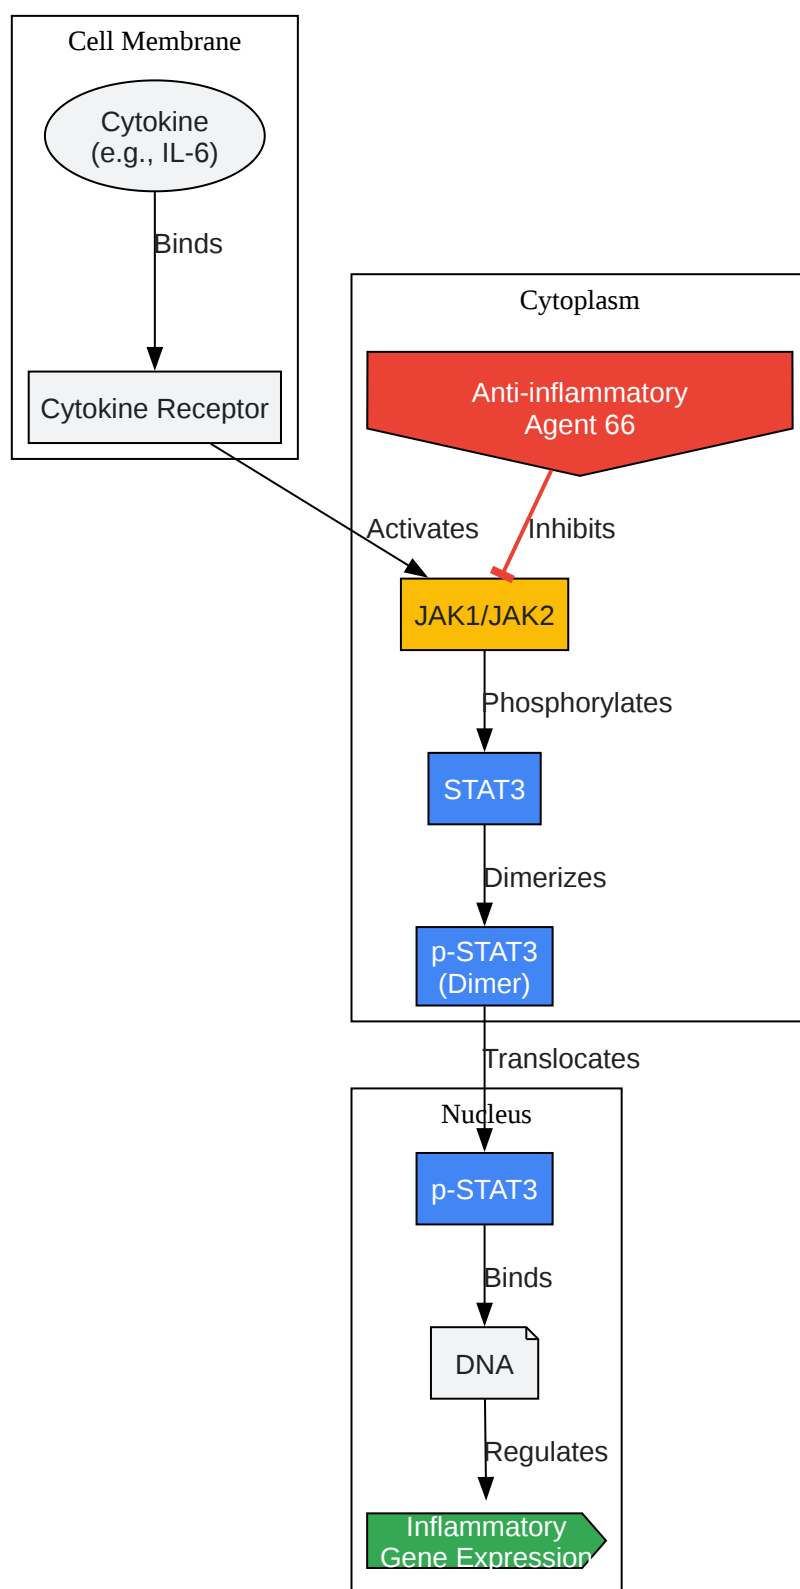 Cell Membrane
Cytokine
(e.g., IL-6)
Binds
Cytokine Receptor
Cytoplasm
Anti-inflammatory
Agent 66
Activates
Inhibits
JAK1/JAK2
Phosphorylates
STAT3
Dimerizes
p-STAT3
(Dimer)
Translocates
Nucleus
p-STAT3
Binds
DNA
Regulates
Inflammatory
Gene Expression